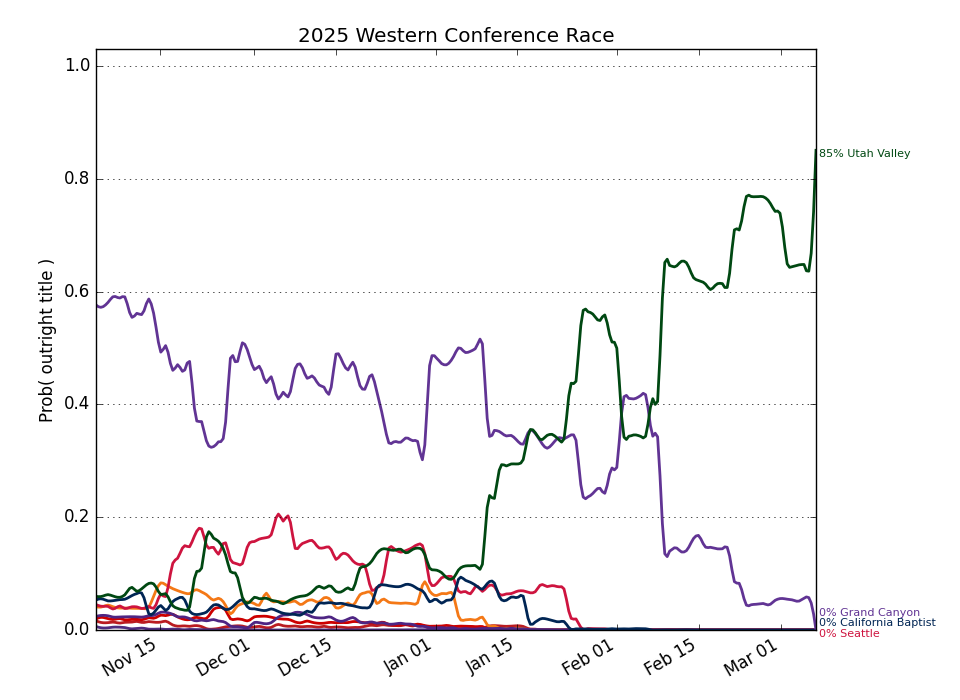 2025 Western Conference Race
Prob( outright title )
1.0
0.8
0.6
0.4
0.2
0.0
Nov 15
Dec 01
Dec 15
Jan 01
Jan 15
Feb 01
Feb 15
Mar 01
85% Utah Valley
0% Grand Canyon
0% California Baptist
0% Seattle